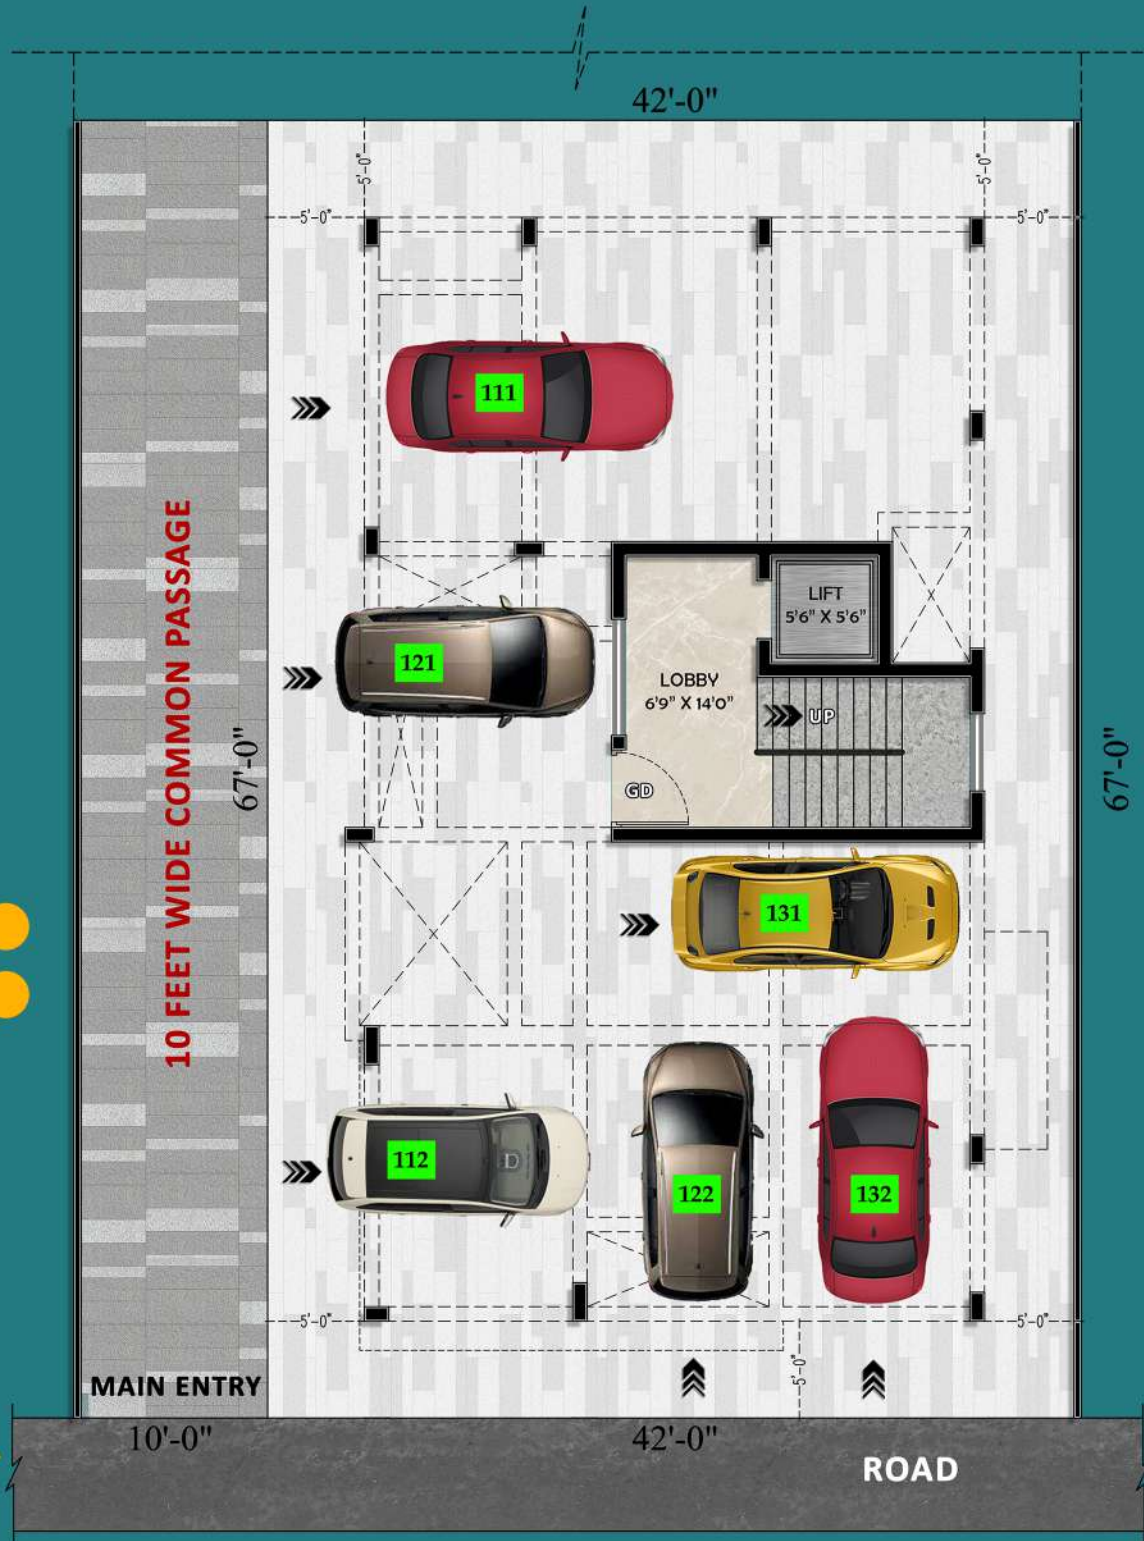 42'-0"
5'-0"
5'-0"
5'-0"
5'-0"
111
10 FEET WIDE COMMON PASSAGE
67'-0"
121
LIFT
5'6" X 5'6"
LOBBY
6'9" X 14'0"
UP
GD
67'-0"
131
112
122
132
5'-0"
5'-0"
5'-0"
MAIN ENTRY
10'-0"
42'-0"
ROAD